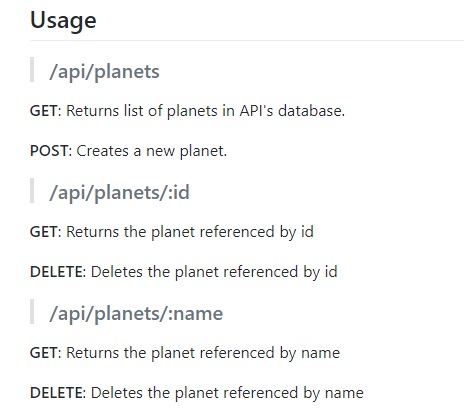 Usage
/api/planets
GET: Returns list of planets in API's database.
POST: Creates a new planet.
/api/planets/:id
GET: Returns the planet referenced by id
DELETE: Deletes the planet referenced by id
/api/planets/:name
GET: Returns the planet referenced by name
DELETE: Deletes the planet referenced by name